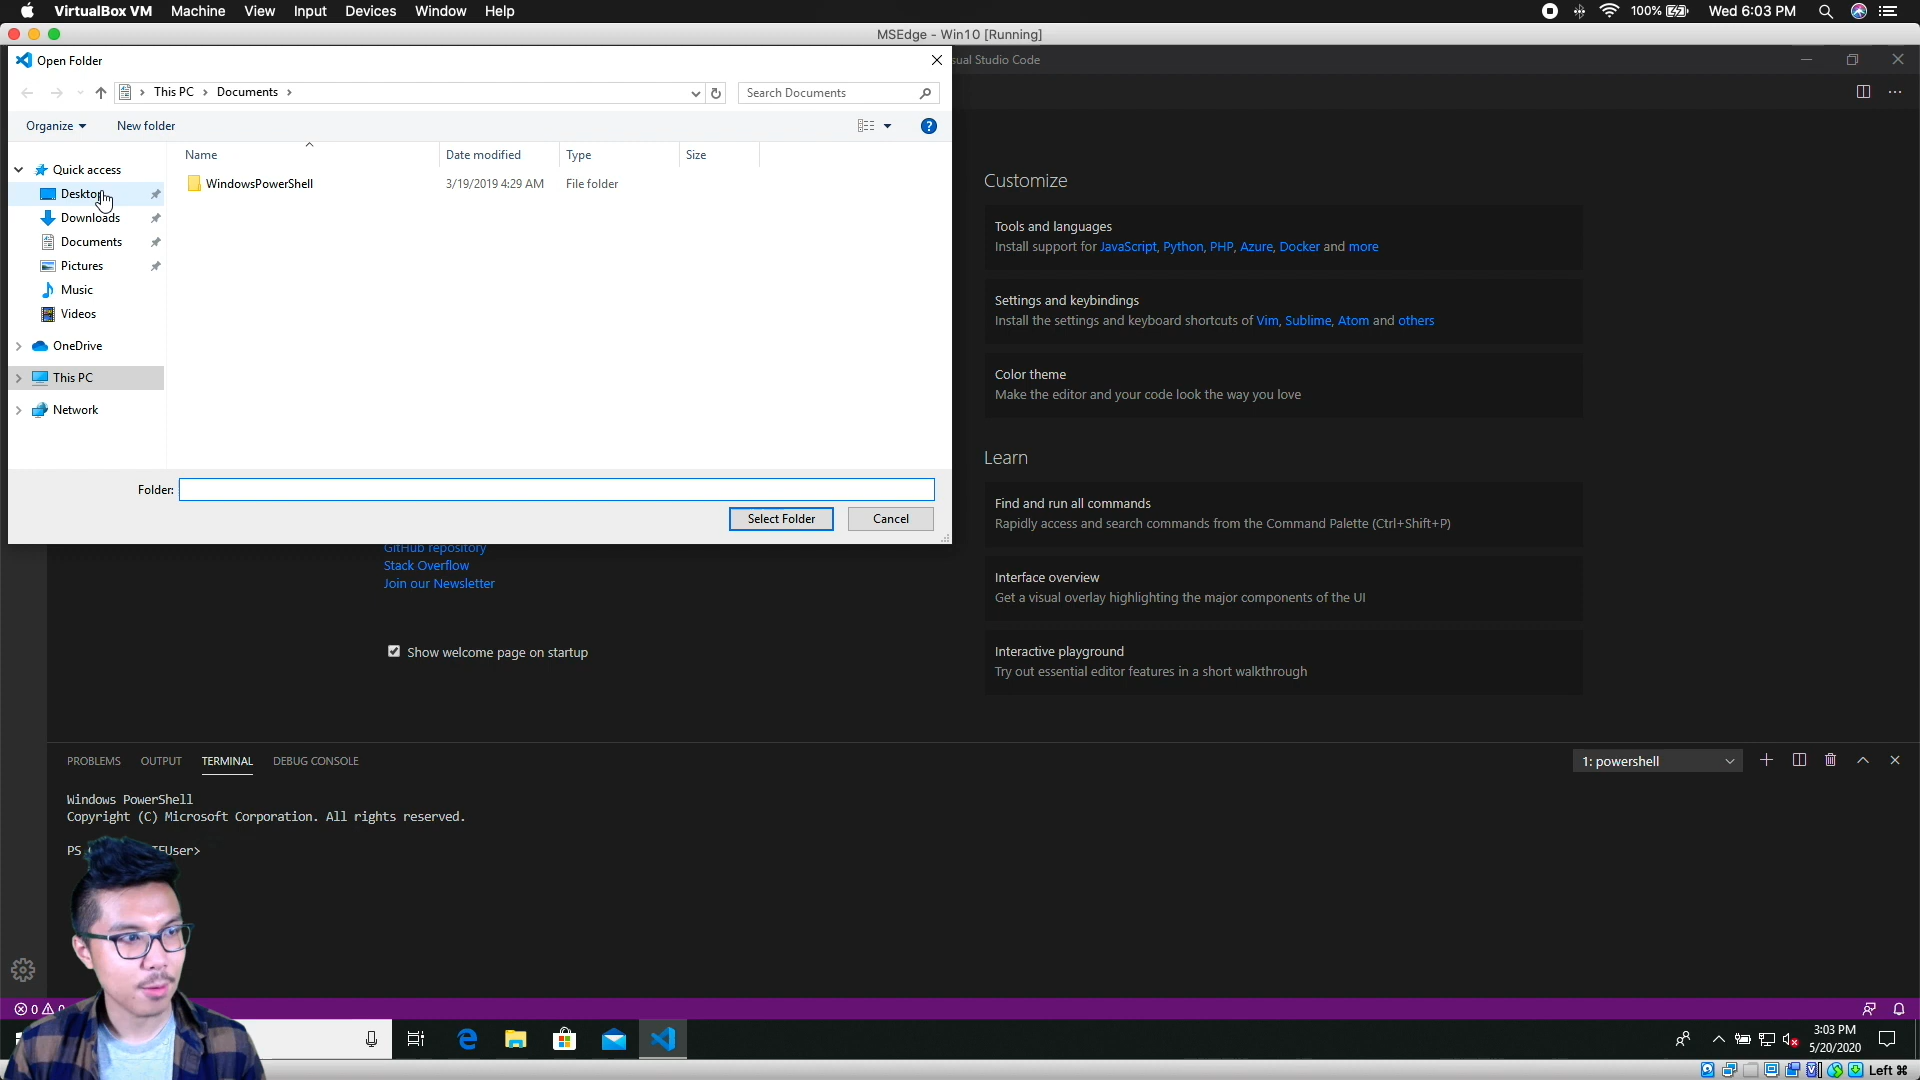 VirtualBox VM Machine View Input Devices Window Help
100% Wed 6:03 PM
MSEdge - Win10 [Running]
Open Folder
sual Studio Code
This PC > Documents >
Search Documents
Organize
New folder
Name
Date modified
Type
Size
Quick access
WindowsPowerShell 3/19/2019 4:29 AM File folder
Desktop
Downloads
Documents
Pictures
Music
Videos
OneDrive
This PC
Network
Folder:
Select Folder
Cancel
Customize
Tools and languages
Install support for JavaScript, Python, PHP, Azure, Docker and more
Settings and keybindings
Install the settings and keyboard shortcuts of Vim, Sublime, Atom and others
Color theme
Make the editor and your code look the way you love
Learn
Find and run all commands
Rapidly access and search commands from the Command Palette (Ctrl+Shift+P)
Interface overview
Get a visual overlay highlighting the major components of the UI
Interactive playground
Try out essential editor features in a short walkthrough
GitHub repository
Stack Overflow
Join our Newsletter
Show welcome page on startup
PROBLEMS OUTPUT TERMINAL DEBUG CONSOLE
1: powershell
Windows PowerShell
Copyright (C) Microsoft Corporation. All rights reserved.
PS EUser>
0
3:03 PM
5/20/2020
Left ⌘